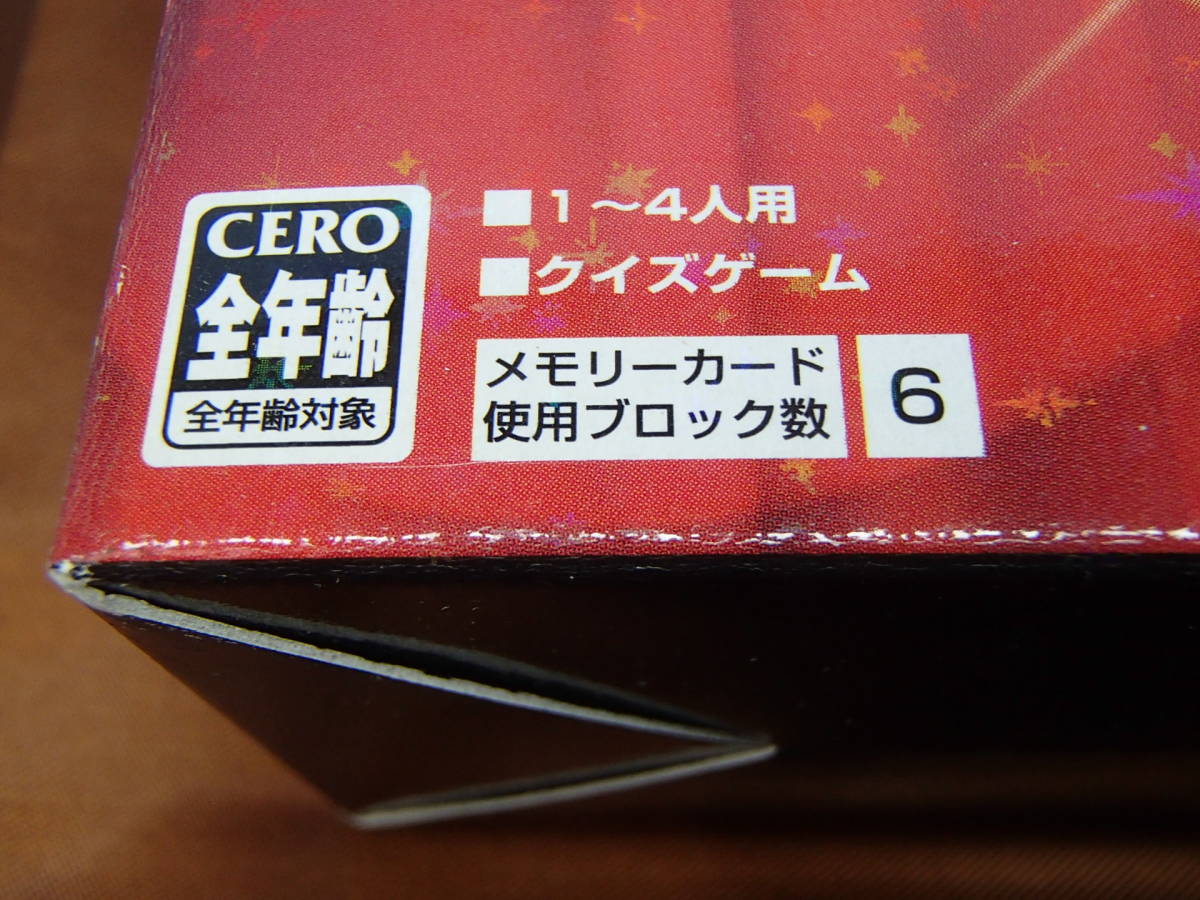 CERO
全年齢
全年齢対象
■1～4人用
■クイズゲーム
メモリーカード
使用ブロック数
6